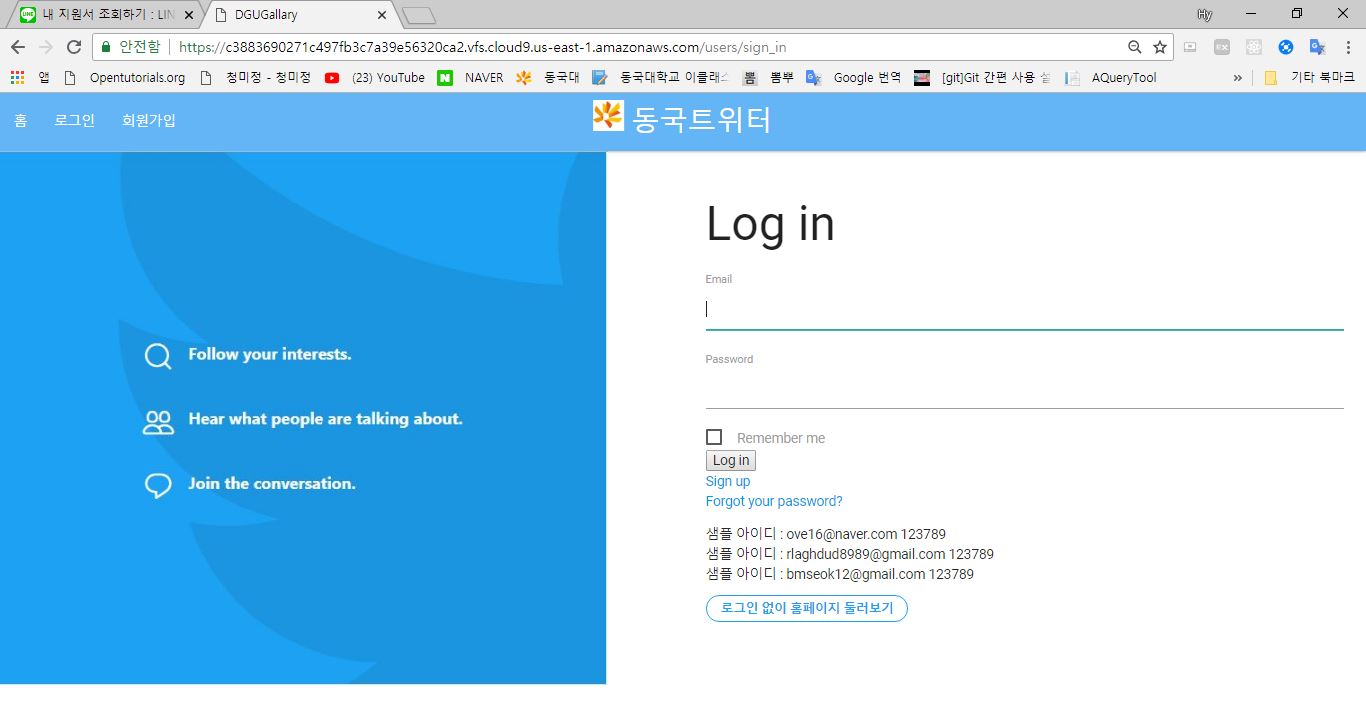 내 지원서 조회하기 : LIN
DGUGallary
Hy
안전함
https://c3883690271c497fb3c7a39e56320ca2.vfs.cloud9.us-east-1.amazonaws.com/users/sign_in
앱 Opentutorials.org 청미정 - 청미정 (23) YouTube NAVER 동국대 동국대학교 이클래스 뽐뿌 Google 번역 [git]Git 간편 사용 설 AQueryTool » 기타 북마크
홈 로그인 회원가입
동국트위터
Follow your interests.
Hear what people are talking about.
Join the conversation.
Log in
Email
Password
Remember me
Log in
Sign up
Forgot your password?
샘플 아이디 : ove16@naver.com 123789
샘플 아이디 : rlaghdud8989@gmail.com 123789
샘플 아이디 : bmseok12@gmail.com 123789
로그인 없이 홈페이지 둘러보기